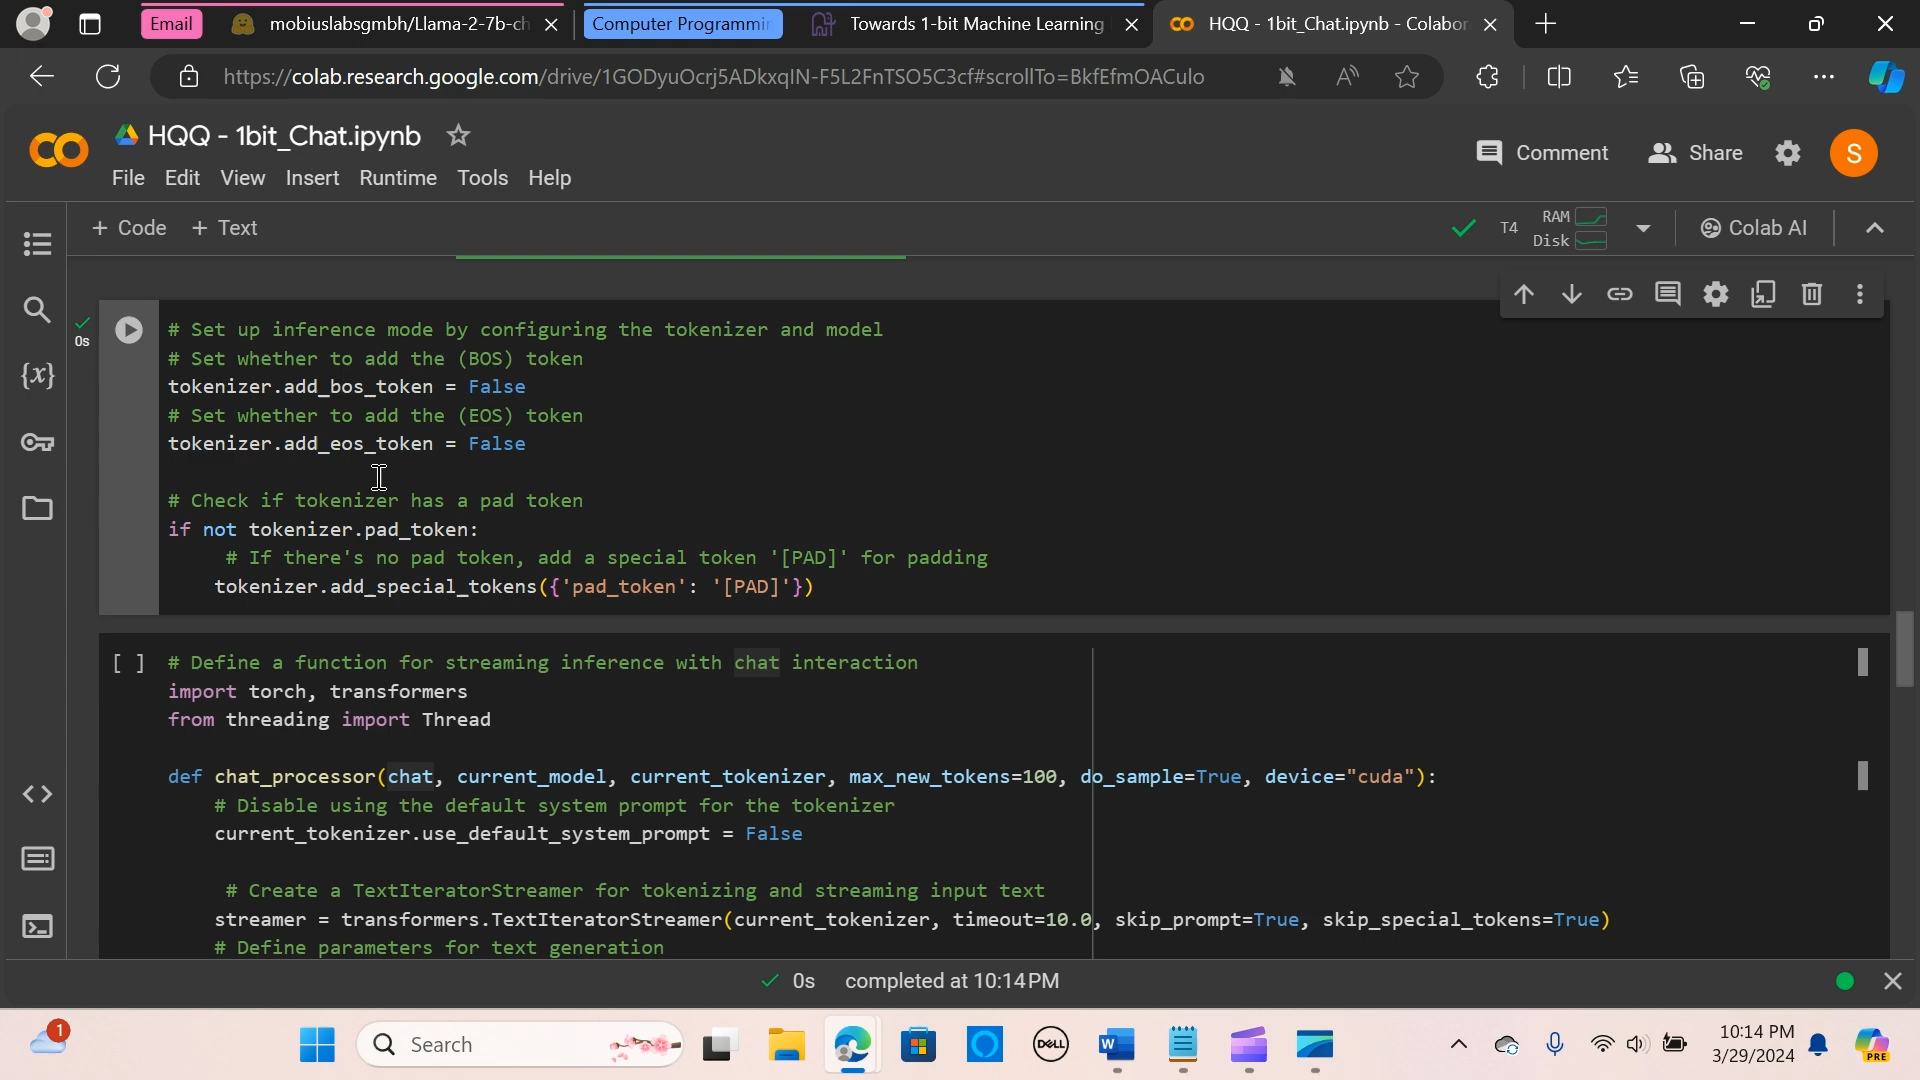 Email
mobiuslabsgmbh/Llama-2-7b-ch
Computer Programmin
Towards 1-bit Machine Learning
HQQ - 1bit_Chat.ipynb - Colabor
https://colab.research.google.com/drive/1GODyuOcrj5ADkxqIN-F5L2FnTSO5C3cf#scrollTo=BkfEfmOACulo
HQQ - 1bit_Chat.ipynb
Comment
Share
S
File Edit View Insert Runtime Tools Help
+ Code + Text
T4
RAM
Disk
Colab AI
0s
# Set up inference mode by configuring the tokenizer and model
# Set whether to add the (BOS) token
tokenizer.add_bos_token = False
# Set whether to add the (EOS) token
tokenizer.add_eos_token = False
# Check if tokenizer has a pad token
if not tokenizer.pad_token:
# If there's no pad token, add a special token '[PAD]' for padding
tokenizer.add_special_tokens({'pad_token': '[PAD]'})
[ ] # Define a function for streaming inference with chat interaction
import torch, transformers
from threading import Thread
def chat_processor(chat, current_model, current_tokenizer, max_new_tokens=100, do_sample=True, device="cuda"):
# Disable using the default system prompt for the tokenizer
current_tokenizer.use_default_system_prompt = False
# Create a TextIteratorStreamer for tokenizing and streaming input text
streamer = transformers.TextIteratorStreamer(current_tokenizer, timeout=10.0, skip_prompt=True, skip_special_tokens=True)
# Define parameters for text generation
0s completed at 10:14 PM
1
Search
DELL
W
10:14 PM
3/29/2024
PRE